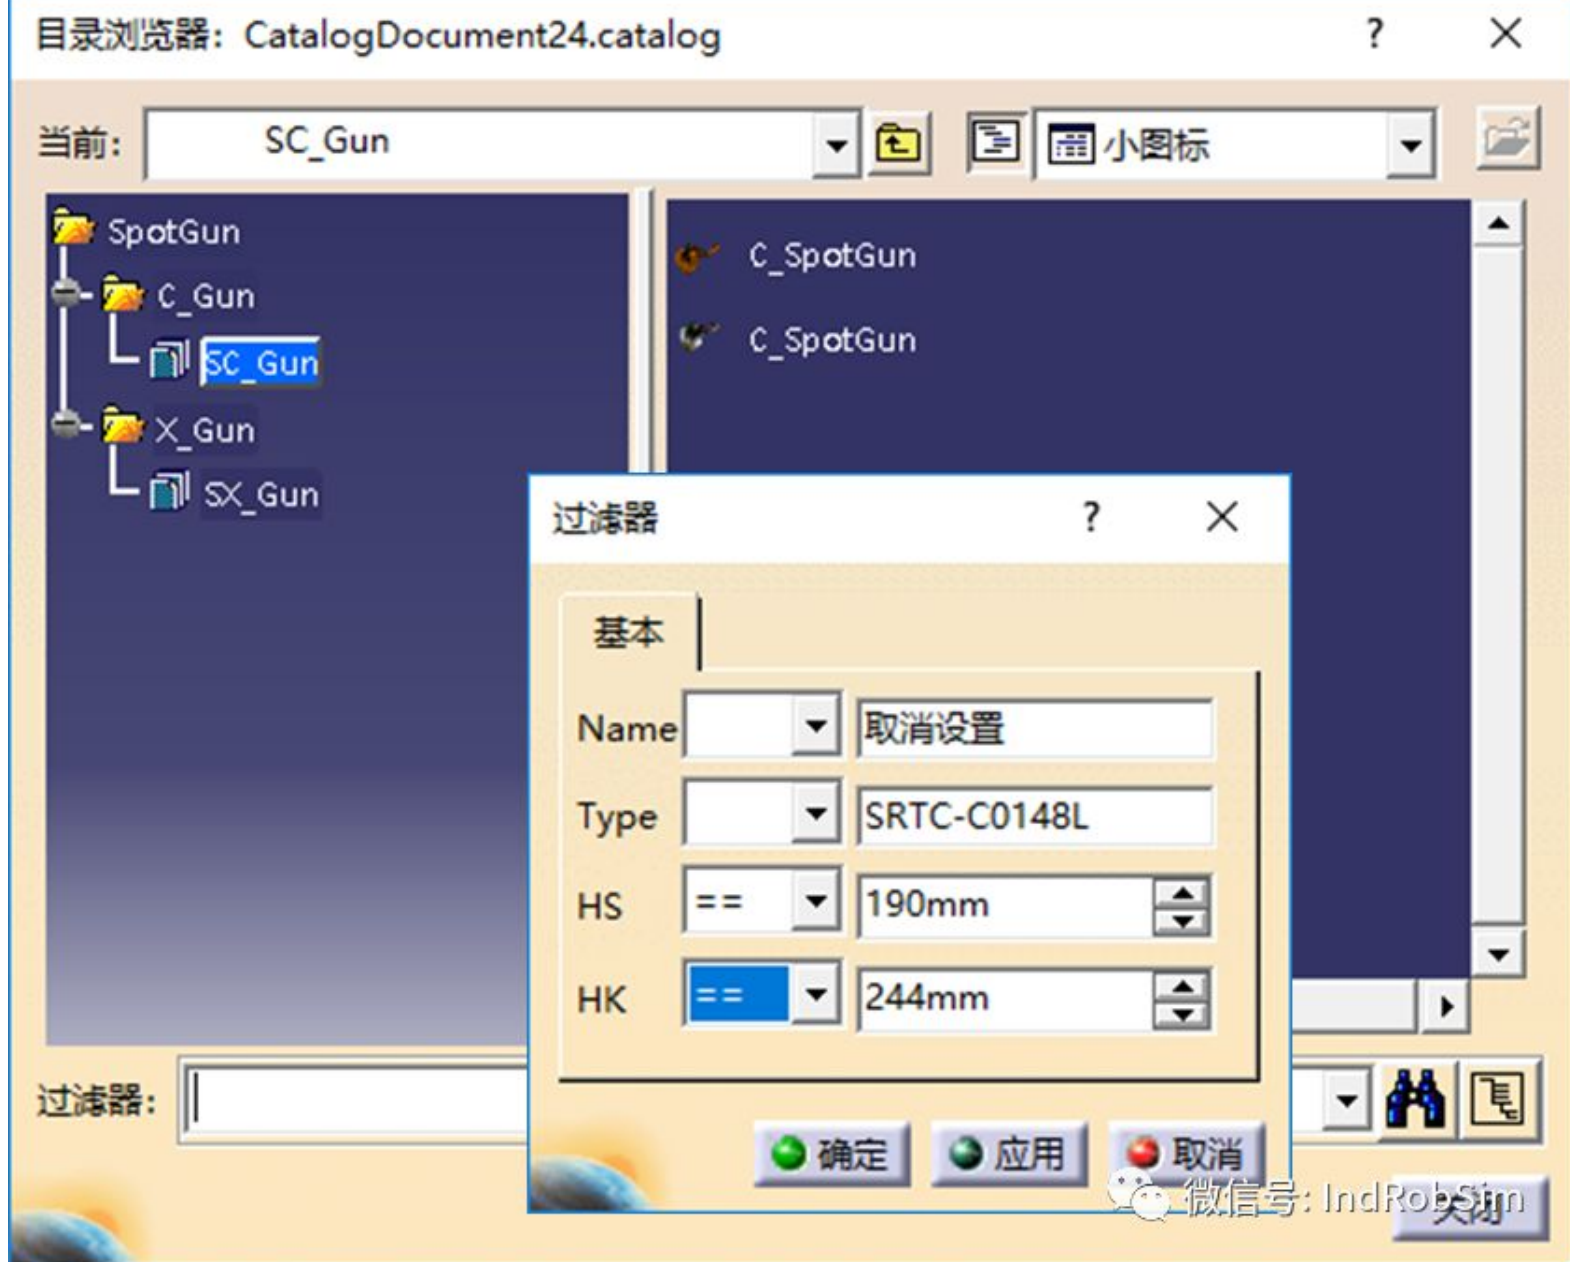 目录浏览器: CatalogDocument24.catalog
?
当前:
SC_Gun
小图标
SpotGun
C_Gun
SC_Gun
X_Gun
SX_Gun
C_SpotGun
C_SpotGun
过滤器
?
基本
Name
取消设置
Type
SRTC-C0148L
HS
==
190mm
HK
==
244mm
过滤器:
确定
应用
取消
微信号: IndRobSim
关闭